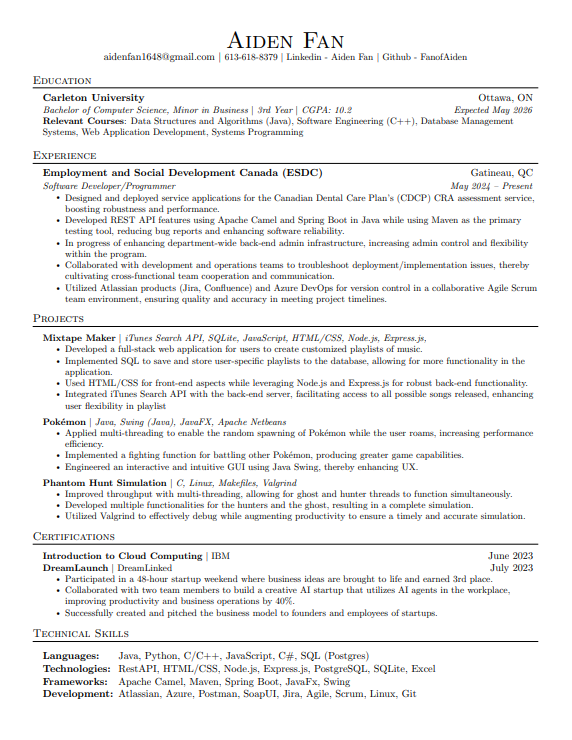 Aiden Fan
aidenfan1648@gmail.com | 613-618-8379 | Linkedin - Aiden Fan | Github - FanofAiden
Education
Carleton University Ottawa, ON
Bachelor of Computer Science, Minor in Business | 3rd Year | CGPA: 10.2 Expected May 2026
Relevant Courses: Data Structures and Algorithms (Java), Software Engineering (C++), Database Management
Systems, Web Application Development, Systems Programming
Experience
Employment and Social Development Canada (ESDC) Gatineau, QC
Software Developer/Programmer May 2024 – Present
• Designed and deployed service applications for the Canadian Dental Care Plan's (CDCP) CRA assessment service,
boosting robustness and performance.
• Developed REST API features using Apache Camel and Spring Boot in Java while using Maven as the primary
testing tool, reducing bug reports and enhancing software reliability.
• In progress of enhancing department-wide back-end admin infrastructure, increasing admin control and flexibility
within the program.
• Collaborated with development and operations teams to troubleshoot deployment/implementation issues, thereby
cultivating cross-functional team cooperation and communication.
• Utilized Atlassian products (Jira, Confluence) and Azure DevOps for version control in a collaborative Agile Scrum
team environment, ensuring quality and accuracy in meeting project timelines.
Projects
Mixtape Maker | iTunes Search API, SQLite, JavaScript, HTML/CSS, Node.js, Express.js,
• Developed a full-stack web application for users to create customized playlists of music.
• Implemented SQL to save and store user-specific playlists to the database, allowing for more functionality in the
application.
• Used HTML/CSS for front-end aspects while leveraging Node.js and Express.js for robust back-end functionality.
• Integrated iTunes Search API with the back-end server, facilitating access to all possible songs released, enhancing
user flexibility in playlist
Pokémon | Java, Swing (Java), JavaFX, Apache Netbeans
• Applied multi-threading to enable the random spawning of Pokémon while the user roams, increasing performance
efficiency.
• Implemented a fighting function for battling other Pokémon, producing greater game capabilities.
• Engineered an interactive and intuitive GUI using Java Swing, thereby enhancing UX.
Phantom Hunt Simulation | C, Linux, Makefiles, Valgrind
• Improved throughput with multi-threading, allowing for ghost and hunter threads to function simultaneously.
• Developed multiple functionalities for the hunters and the ghost, resulting in a complete simulation.
• Utilized Valgrind to effectively debug while augmenting productivity to ensure a timely and accurate simulation.
Certifications
Introduction to Cloud Computing | IBM June 2023
DreamLaunch | DreamLinked July 2023
• Participated in a 48-hour startup weekend where business ideas are brought to life and earned 3rd place.
• Collaborated with two team members to build a creative AI startup that utilizes AI agents in the workplace,
improving productivity and business operations by 40%.
• Successfully created and pitched the business model to founders and employees of startups.
Technical Skills
Languages: Java, Python, C/C++, JavaScript, C#, SQL (Postgres)
Technologies: RestAPI, HTML/CSS, Node.js, Express.js, PostgreSQL, SQLite, Excel
Frameworks: Apache Camel, Maven, Spring Boot, JavaFx, Swing
Development: Atlassian, Azure, Postman, SoapUI, Jira, Agile, Scrum, Linux, Git